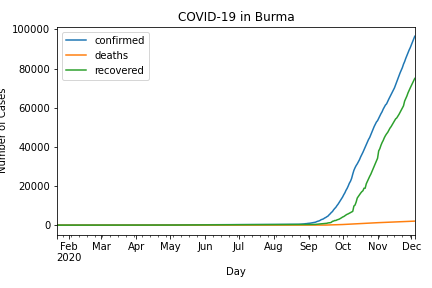 COVID-19 in Burma
confirmed
deaths
recovered
100000
80000
60000
40000
20000
0
Number of Cases
Feb Mar Apr May Jun Jul Aug Sep Oct Nov Dec
2020
Day